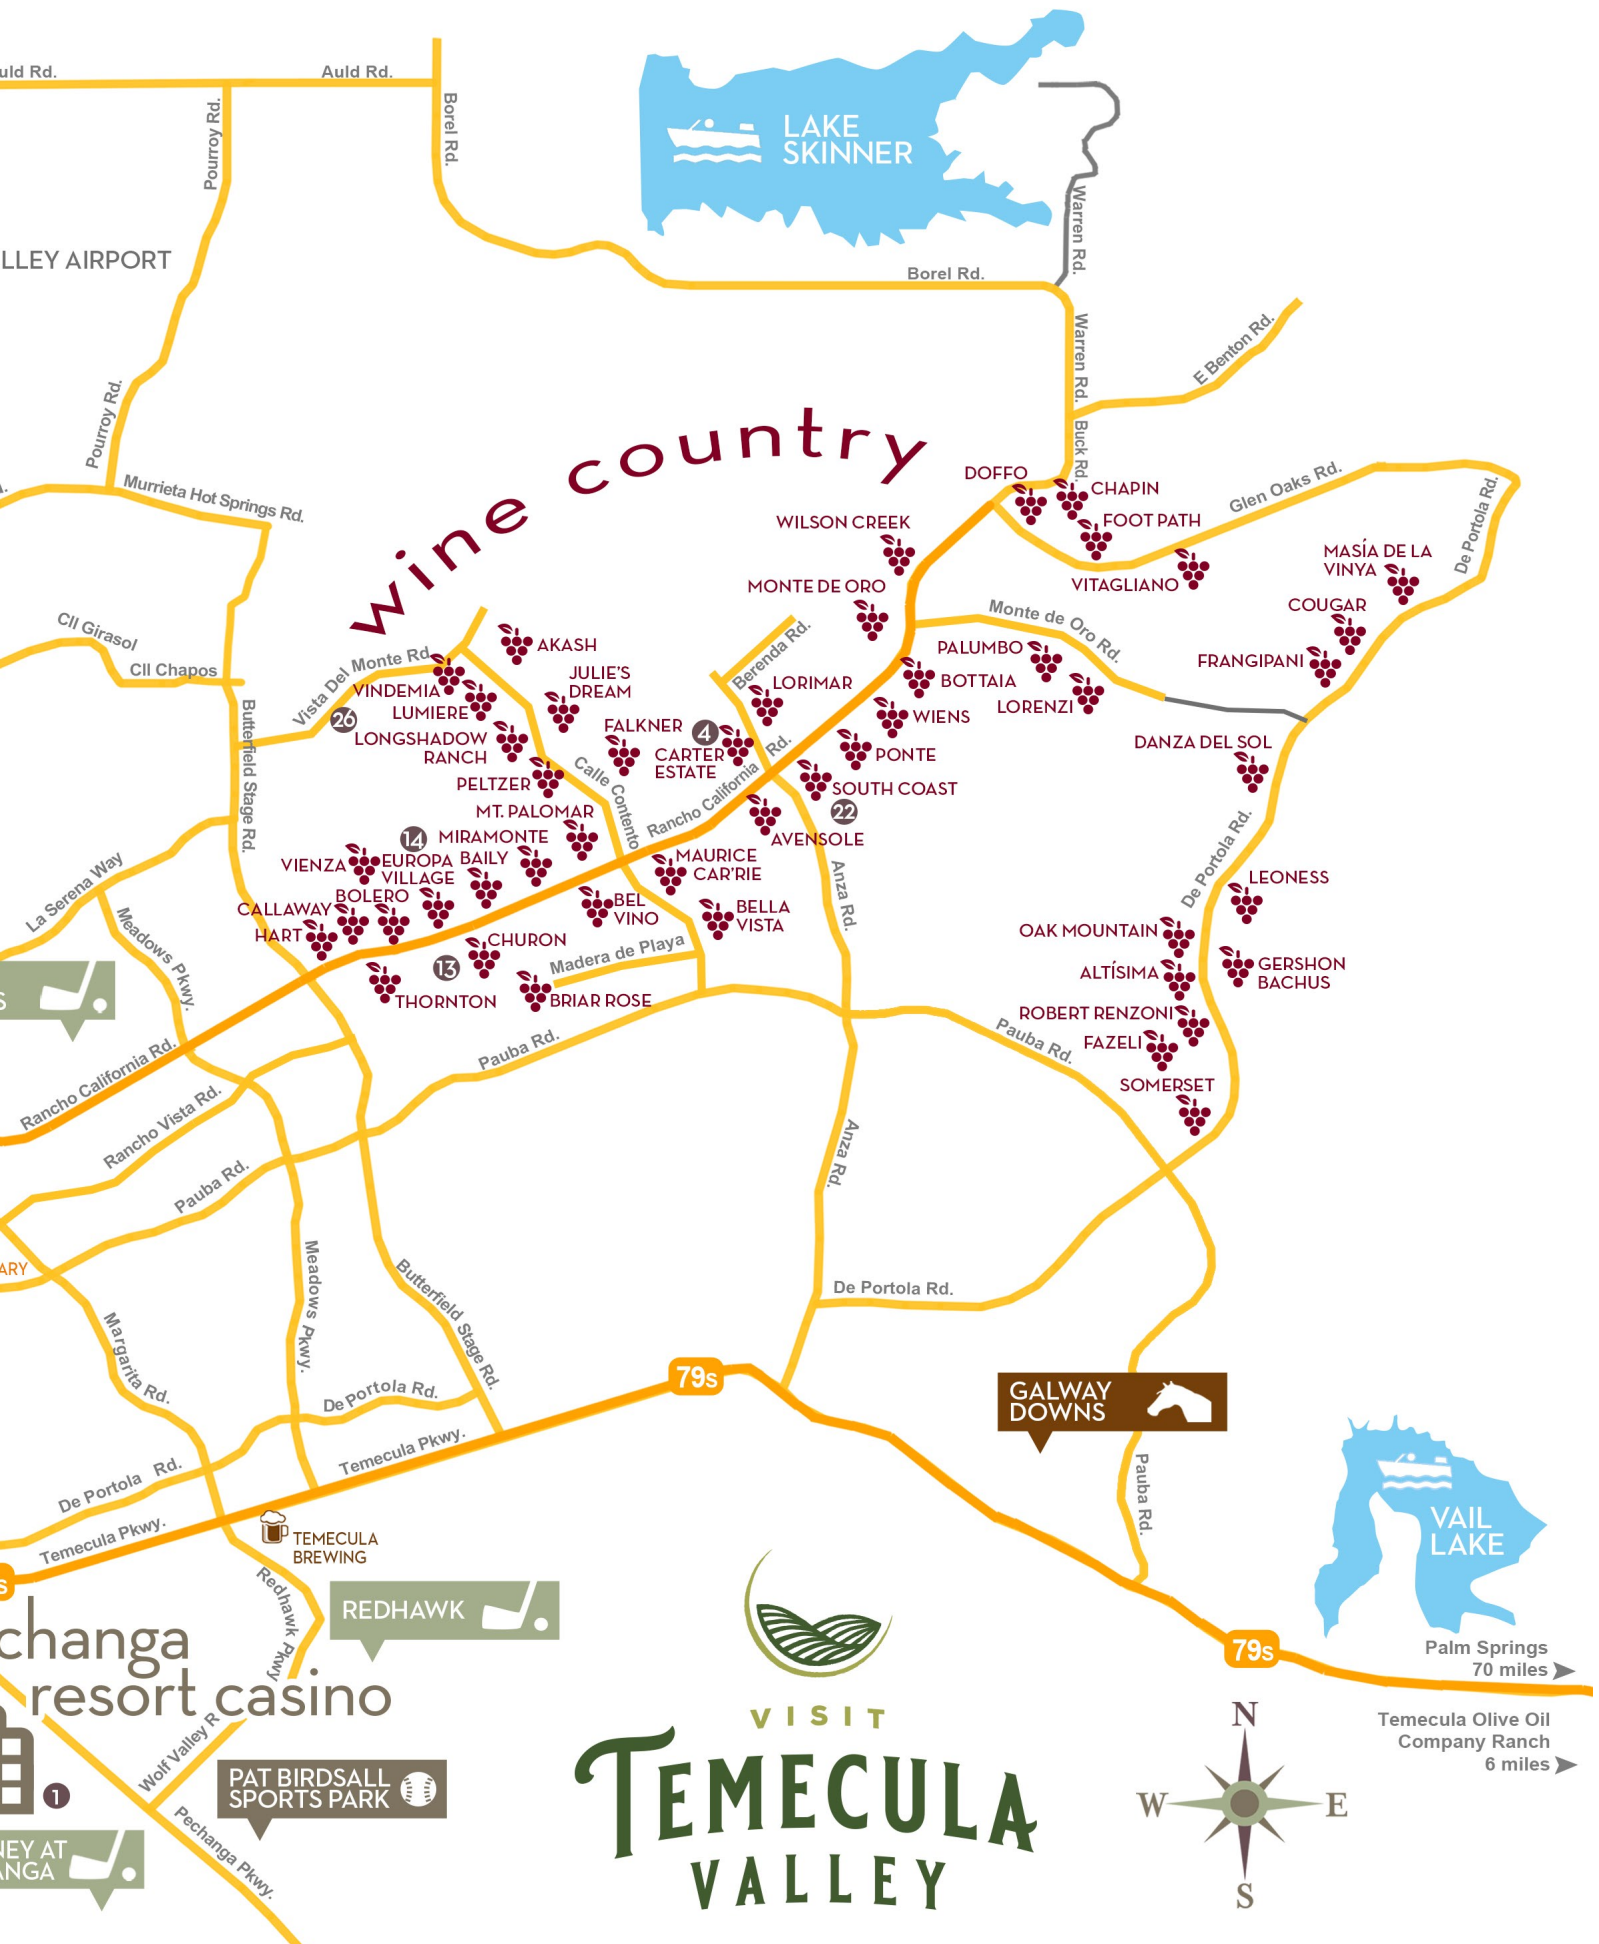 uld Rd.
Auld Rd.
Pourroy Rd.
Borel Rd.
LAKE
SKINNER
Warren Rd.
LLEY AIRPORT
Borel Rd.
Warren Rd.
E Benton Rd.
Pourroy Rd.
Buck Rd.
wine country
Murrieta Hot Springs Rd.
DOFFO
CHAPIN
Glen Oaks Rd.
De Portola Rd.
WILSON CREEK
FOOT PATH
MASÍA DE LA
VINYA
MONTE DE ORO
VITAGLIANO
COUGAR
Cll Girasol
Monte de Oro Rd.
AKASH
Berenda Rd.
PALUMBO
FRANGIPANI
Cll Chapos
Vista Del Monte Rd.
JULIE'S
DREAM
LORIMAR
BOTTAIA
VINDEMIA
LORENZI
LUMIERE
26
FALKNER
4
WIENS
LONGSHADOW
RANCH
CARTER
ESTATE
PONTE
DANZA DEL SOL
Butterfield Stage Rd.
PELTZER
Calle Contento
Rancho California Rd.
SOUTH COAST
MT. PALOMAR
22
14
MIRAMONTE
AVENSOLE
De Portola Rd.
VIENZA
EUROPA
VILLAGE
BAILY
MAURICE
CAR'RIE
LEONESS
La Serena Way
BOLERO
Anza Rd.
CALLAWAY
BEL
VINO
BELLA
VISTA
HART
OAK MOUNTAIN
Meadows Pkwy.
CHURON
13
Madera de Playa
ALTÍSIMA
GERSHON
BACHUS
S
THORNTON
BRIAR ROSE
ROBERT RENZONI
Pauba Rd.
Pauba Rd.
FAZELI
Rancho California Rd.
SOMERSET
Rancho Vista Rd.
Anza Rd.
Pauba Rd.
ARY
Meadows Pkwy.
Butterfield Stage Rd.
De Portola Rd.
Margarita Rd.
79s
De Portola Rd.
GALWAY
DOWNS
Temecula Pkwy.
De Portola Rd.
Pauba Rd.
VAIL
LAKE
Temecula Pkwy.
TEMECULA
BREWING
s
Redhawk Pkwy
REDHAWK
changa
resort casino
79s
Palm Springs
70 miles
Temecula Olive Oil
Company Ranch
6 miles
Wolf Valley R
VISIT
TEMECULA
VALLEY
N
W
E
S
PAT BIRDSALL
SPORTS PARK
1
Pechanga Pkwy.
NEY AT
ANGA